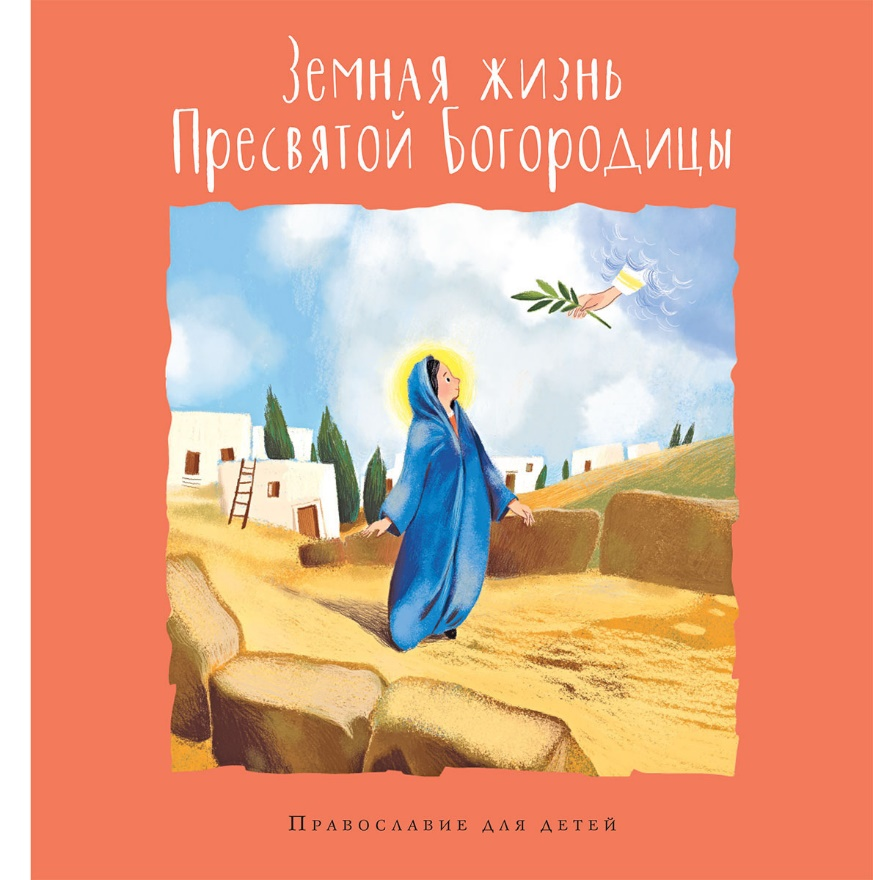 Земная жизнь
Пресвятой Богородицы
Православие для детей